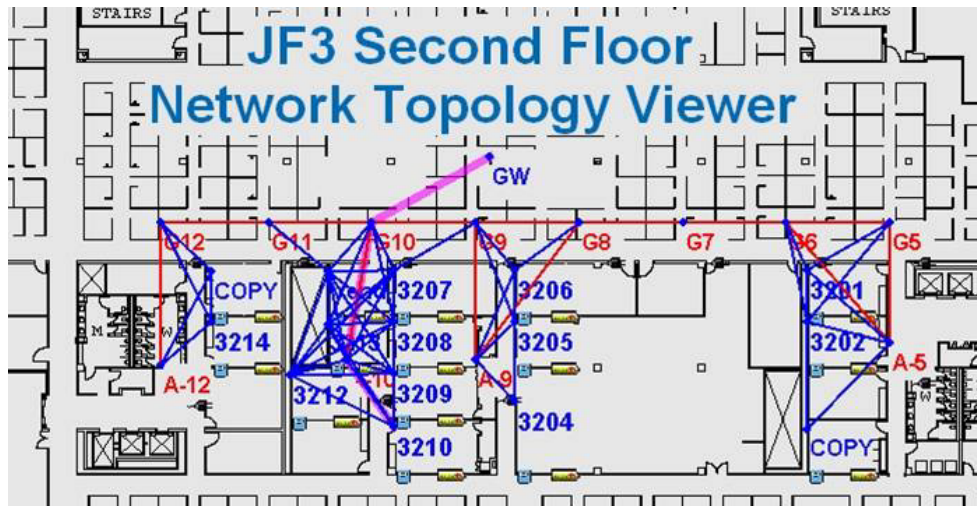 STAIRS
STAIRS
JF3 Second Floor
Network Topology Viewer
GW
G12
G11
G10
G9
G8
G7
G6
G5
COPY
3207
3206
3201
M
W
3214
3208
3205
3202
A-12
3212
3209
A-9
A-5
3204
3210
COPY